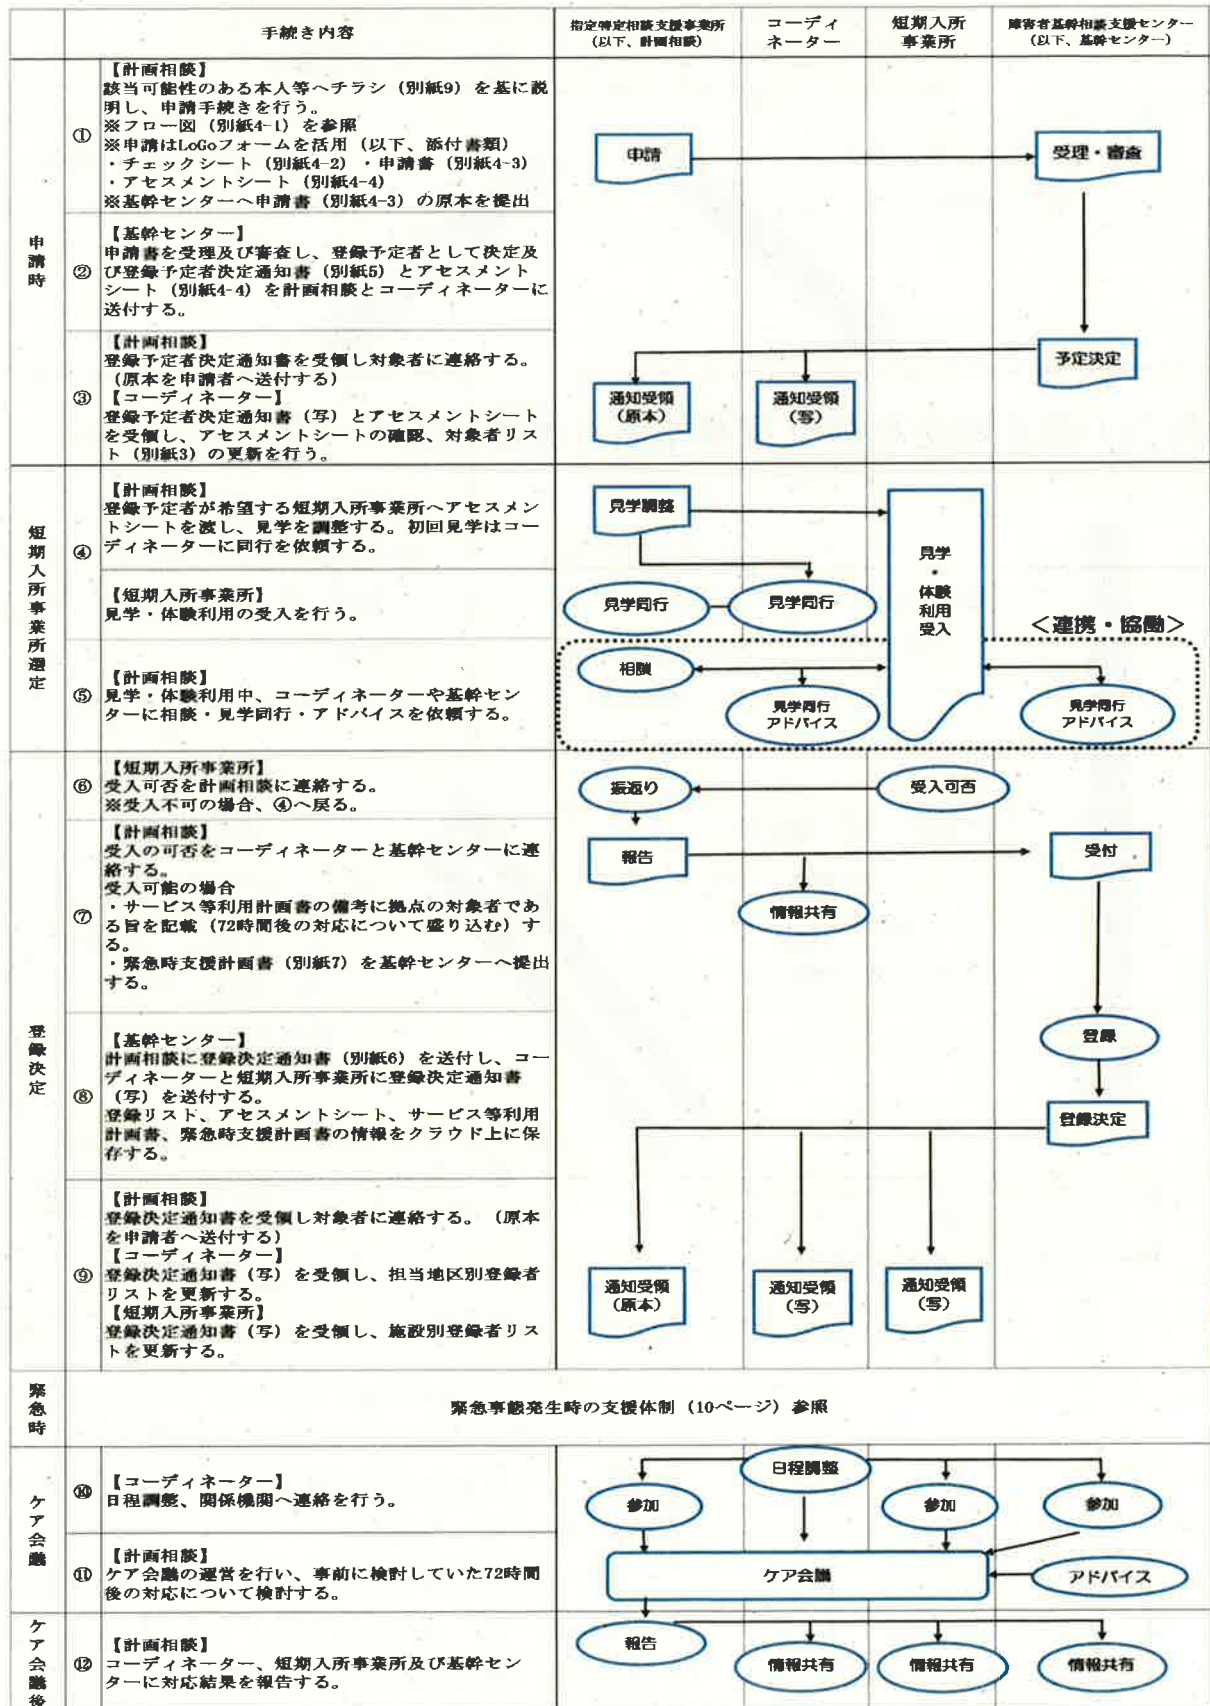 手続き内容
指定特定相談支援事業所
(以下、計画相談)
コーディ
ネーター
短期入所
事業所
障害者基幹相談支援センター
(以下、基幹センター)
申請時
①
【計画相談】
該当可能性のある本人等へチラシ(別紙9)を基に説
明し、申請手続きを行う。
※フロー図(別紙4-1)を参照
※申請はLoGoフォームを活用(以下、添付書類)
・チェックシート(別紙4-2)・申請書(別紙4-3)
・アセスメントシート(別紙4-4)
※基幹センターへ申請書(別紙4-3)の原本を提出
申請
受理・審査
②
【基幹センター】
申請書を受理及び審査し、登録予定者として決定及
び登録予定者決定通知書(別紙5)とアセスメント
シート(別紙4-4)を計画相談とコーディネーターに
送付する。
③
【計画相談】
登録予定者決定通知書を受領し対象者に連絡する。
(原本を申請者へ送付する)
【コーディネーター】
登録予定者決定通知書(写)とアセスメントシート
を受領し、アセスメントシートの確認、対象者リス
ト(別紙3)の更新を行う。
予定決定
通知受領
(原本)
通知受領
(写)
短期入所事業所選定
④
【計画相談】
登録予定者が希望する短期入所事業所へアセスメン
トシートを渡し、見学を調整する。初回見学はコー
ディネーターに同行を依頼する。
【短期入所事業所】
見学・体験利用の受入を行う。
見学調整
見学
・
体験
利用
受入
見学同行
見学同行
<連携・協働>
⑤
【計画相談】
見学・体験利用中、コーディネーターや基幹セン
ターに相談・見学同行・アドバイスを依頼する。
相談
見学同行
アドバイス
見学同行
アドバイス
登録決定
⑥
【短期入所事業所】
受入可否を計画相談に連絡する。
※受入不可の場合、④へ戻る。
振返り
受入可否
⑦
【計画相談】
受入の可否をコーディネーターと基幹センターに連
絡する。
受入可能の場合
・サービス等利用計画書の備考に拠点の対象者であ
る旨を記載(72時間後の対応について盛り込む)す
る。
・緊急時支援計画書(別紙7)を基幹センターへ提出
する。
報告
受付
情報共有
⑧
【基幹センター】
計画相談に登録決定通知書(別紙6)を送付し、コー
ディネーターと短期入所事業所に登録決定通知書
(写)を送付する。
登録リスト、アセスメントシート、サービス等利用
計画書、緊急時支援計画書の情報をクラウド上に保
存する。
登録
登録決定
⑨
【計画相談】
登録決定通知書を受領し対象者に連絡する。(原本
を申請者へ送付する)
【コーディネーター】
登録決定通知書(写)を受領し、担当地区別登録者
リストを更新する。
【短期入所事業所】
登録決定通知書(写)を受領し、施設別登録者リス
トを更新する。
通知受領
(原本)
通知受領
(写)
通知受領
(写)
緊急時
緊急事態発生時の支援体制(10ページ)参照
ケア会議
⑩
【コーディネーター】
日程調整、関係機関へ連絡を行う。
日程調整
参加
参加
参加
⑪
【計画相談】
ケア会議の運営を行い、事前に検討していた72時間
後の対応について検討する。
ケア会議
アドバイス
ケア会議後
⑫
【計画相談】
コーディネーター、短期入所事業所及び基幹セン
ターに対応結果を報告する。
報告
情報共有
情報共有
情報共有